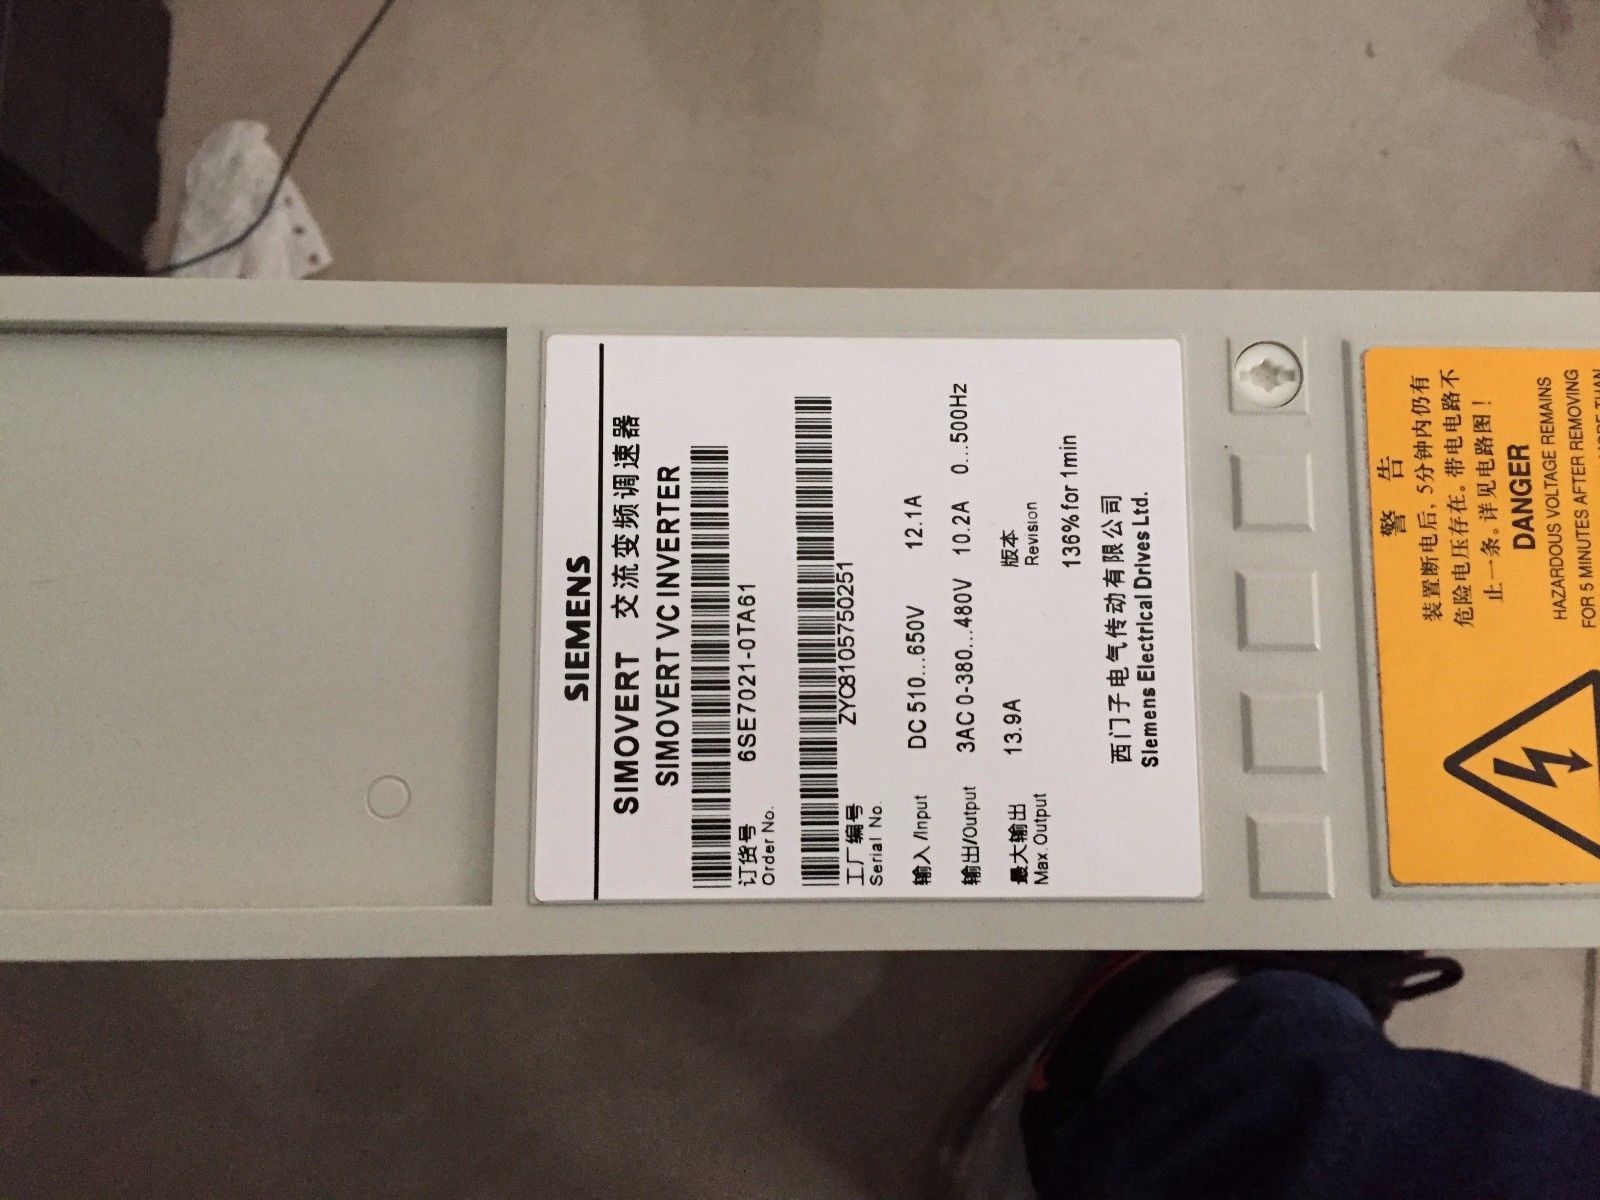 SIEMENS
SIMOVERT 交流变频调速器
SIMOVERT VC INVERTER
订货号
Order No. 6SE7021-0TA61
工厂编号 ZYC8105750251
Serial No.
输入/Input DC 510...650V 12.1A
输出/Output 3AC 0-380...480V 10.2A 0...500Hz
最大输出 13.9A 版本
Max. Output Revision
136% for 1min
西门子电气传动有限公司
Siemens Electrical Drives Ltd.
警 告
装置断电后, 5分钟内仍有
危险电压存在。带电电路不
止一条。详见电路图!
DANGER
HAZARDOUS VOLTAGE REMAINS
FOR 5 MINUTES AFTER REMOVING